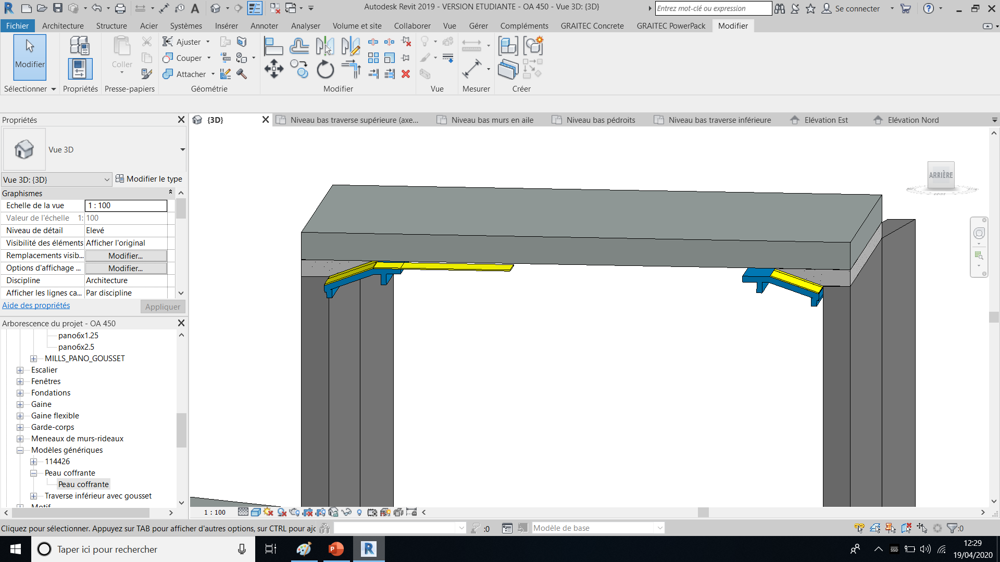 Autodesk Revit 2019 - VERSION ETUDIANTE - OA 450 - Vue 3D: {3D}
Entrez mot-clé ou expression
Se connecter
Fichier Architecture Structure Acier Systèmes Insérer Annoter Analyser Volume et site Collaborer Vue Gérer Compléments GRAITEC Concrete GRAITEC PowerPack Modifier
Modifier
Coller
Ajuster
Couper
Attacher
Sélectionner Propriétés Presse-papiers Géométrie Modifier Vue Mesurer Créer
Propriétés
{3D} Niveau bas traverse supérieure (axe... Niveau bas murs en aile Niveau bas pédroits Niveau bas traverse inférieure Elévation Est Elévation Nord
Vue 3D
Vue 3D: {3D} Modifier le type
Graphismes
Echelle de la vue 1 : 100
Valeur de l'échelle 1: 100
Niveau de détail Elevé
Visibilité des éléments Afficher l'original
Remplacements visib... Modifier...
Options d'affichage ... Modifier...
Discipline Architecture
Afficher les lignes ca... Par discipline
Aide des propriétés Appliquer
ARRIÈRE
Arborescence du projet - OA 450
pano6x1.25
pano6x2.5
MILLS_PANO_GOUSSET
Escalier
Fenêtres
Fondations
Gaine
Gaine flexible
Garde-corps
Meneaux de murs-rideaux
Modèles génériques
114426
Peau coffrante
Peau coffrante
Traverse inférieur avec gousset
Motif
1 : 100
Cliquez pour sélectionner. Appuyez sur TAB pour afficher d'autres options, sur CTRL pour ajc
:0
Modèle de base
:0
Taper ici pour rechercher
SSD
12:29
19/04/2020